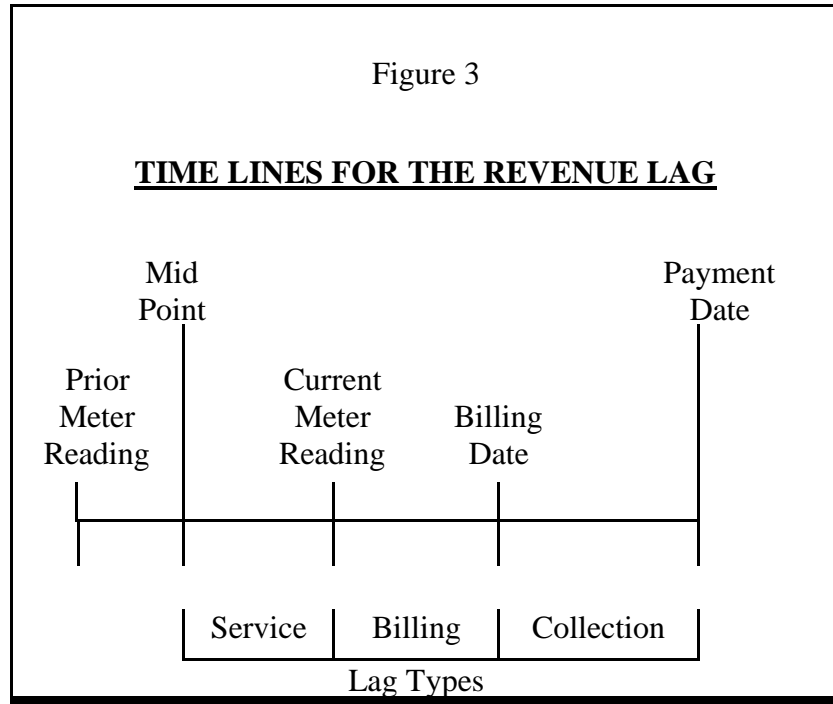 Figure 3
TIME LINES FOR THE REVENUE LAG
Mid
Point
Payment
Date
Prior
Meter
Reading
Current
Meter
Reading
Billing
Date
Service
Billing
Collection
Lag Types